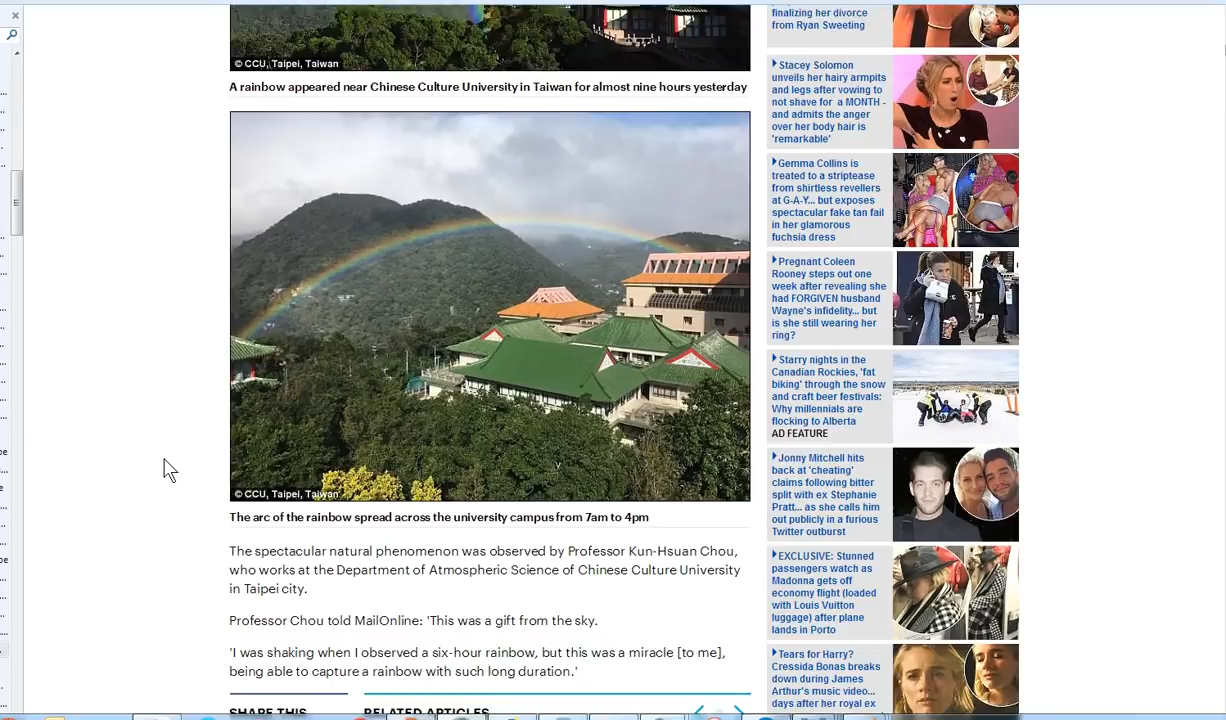 © CCU, Taipei, Taiwan
A rainbow appeared near Chinese Culture University in Taiwan for almost nine hours yesterday
© CCU, Taipei, Taiwan
The arc of the rainbow spread across the university campus from 7am to 4pm
The spectacular natural phenomenon was observed by Professor Kun-Hsuan Chou,
who works at the Department of Atmospheric Science of Chinese Culture University
in Taipei city.
Professor Chou told MailOnline: 'This was a gift from the sky.
'I was shaking when I observed a six-hour rainbow, but this was a miracle [to me],
being able to capture a rainbow with such long duration.'
SHARE THIS
RELATED ARTICLES
finalizing her divorce
from Ryan Sweeting
Stacey Solomon
unveils her hairy armpits
and legs after vowing to
not shave for a MONTH -
and admits the anger
over her body hair is
'remarkable'
Gemma Collins is
treated to a striptease
from shirtless revellers
at G-A-Y... but exposes
spectacular fake tan fail
in her glamorous
fuchsia dress
Pregnant Coleen
Rooney steps out one
week after revealing she
had FORGIVEN husband
Wayne's infidelity... but
is she still wearing her
ring?
Starry nights in the
Canadian Rockies, 'fat
biking' through the snow
and craft beer festivals:
Why millennials are
flocking to Alberta
AD FEATURE
Jonny Mitchell hits
back at 'cheating'
claims following bitter
split with ex Stephanie
Pratt... as she calls him
out publicly in a furious
Twitter outburst
EXCLUSIVE: Stunned
passengers watch as
Madonna gets off
economy flight (loaded
with Louis Vuitton
luggage) after plane
lands in Porto
Tears for Harry?
Cressida Bonas breaks
down during James
Arthur's music video...
days after her royal ex